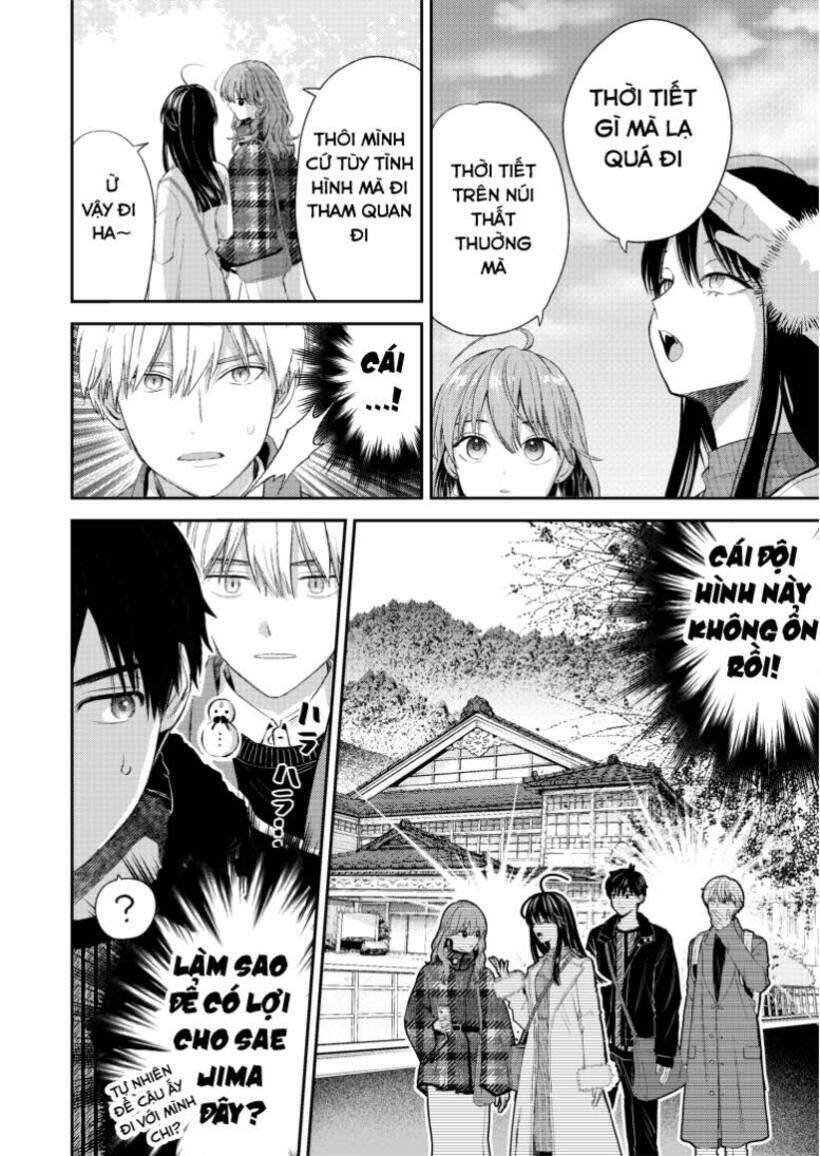 THỜI TIẾT
GÌ MÀ LẠ
QUÁ ĐI
THỜI TIẾT
TRÊN NÚI
THẤT
THUỜNG
MÀ
THÔI MÌNH
CỨ TÙY TÌNH
HÌNH MÀ ĐI
THAM QUAN
ĐI
Ừ
VẬY ĐI
HA~
CÁI
...!
CÁI ĐỘI
HÌNH NÀY
KHÔNG ỔN
RỒI!
ハラ
ハラ…
?
LÀM SAO
ĐỂ CÓ LỢI
CHO SAE
JIMA
ĐÂY?
TỰ NHIÊN
ĐỂ CẬU ẤY
ĐI VỚI MÌNH
CHI?